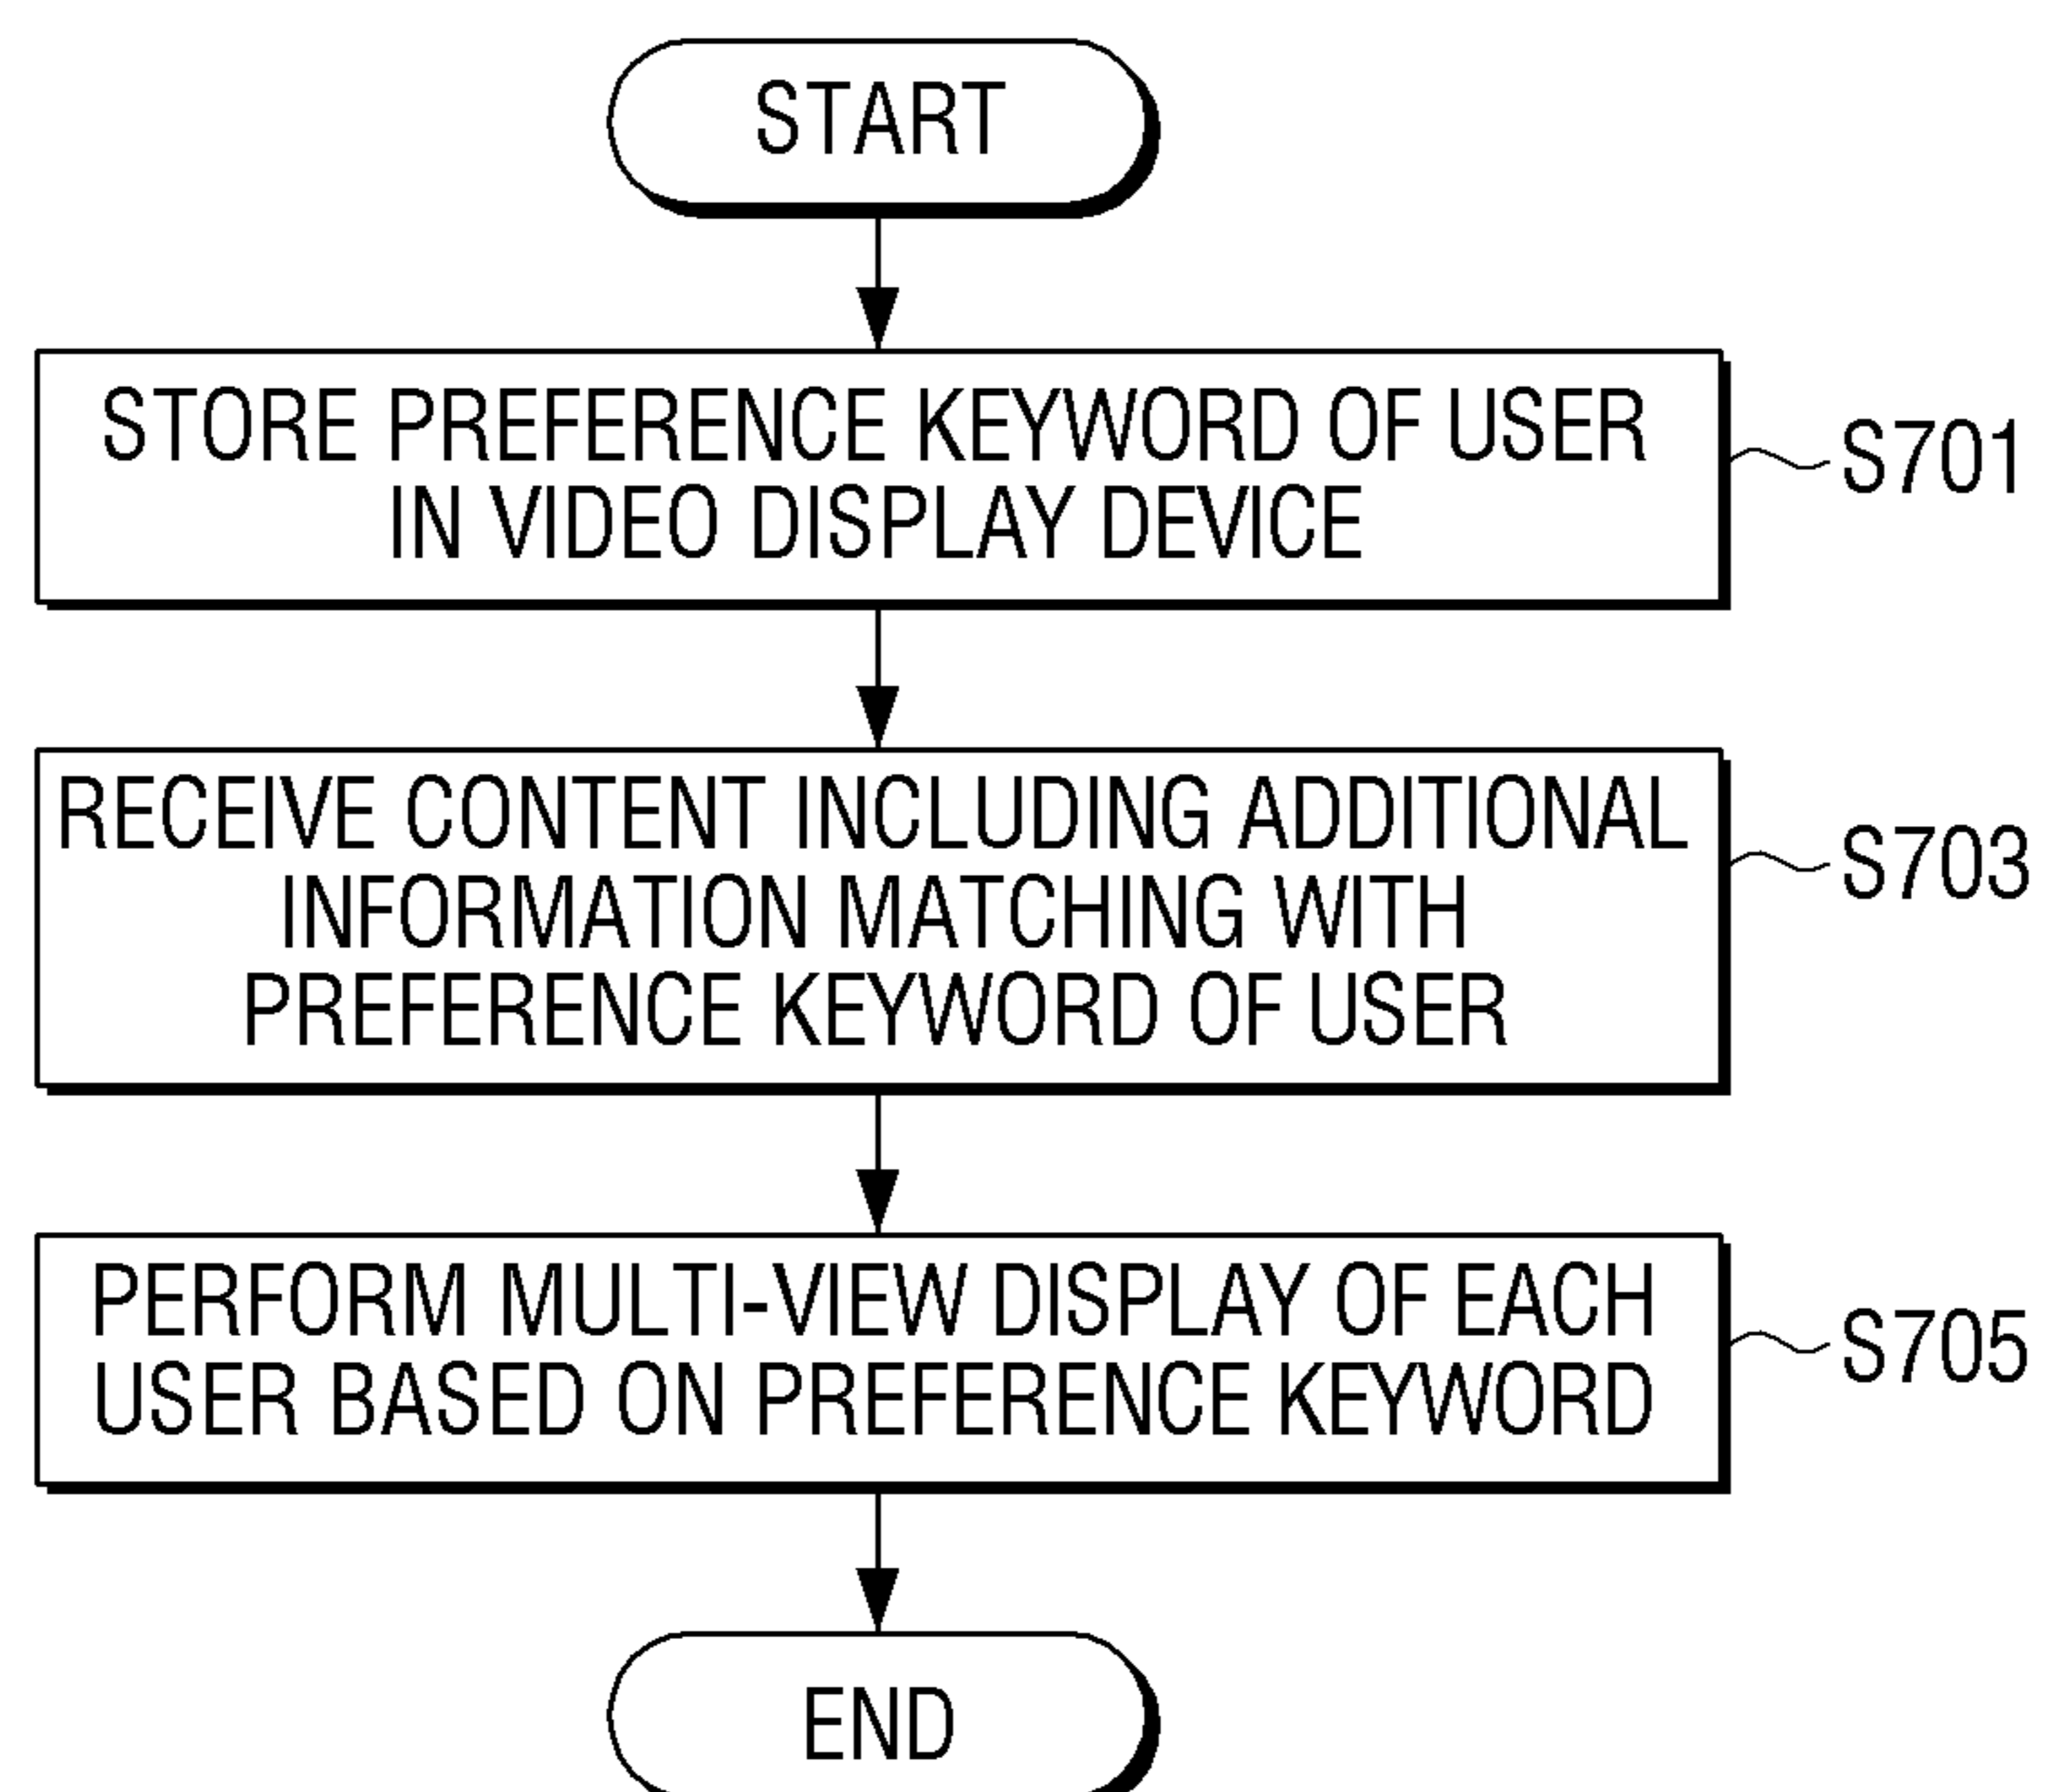 START
STORE PREFERENCE KEYWORD OF USER
IN VIDEO DISPLAY DEVICE
S701
RECEIVE CONTENT INCLUDING ADDITIONAL
INFORMATION MATCHING WITH
PREFERENCE KEYWORD OF USER
S703
PERFORM MULTI-VIEW DISPLAY OF EACH
USER BASED ON PREFERENCE KEYWORD
S705
END